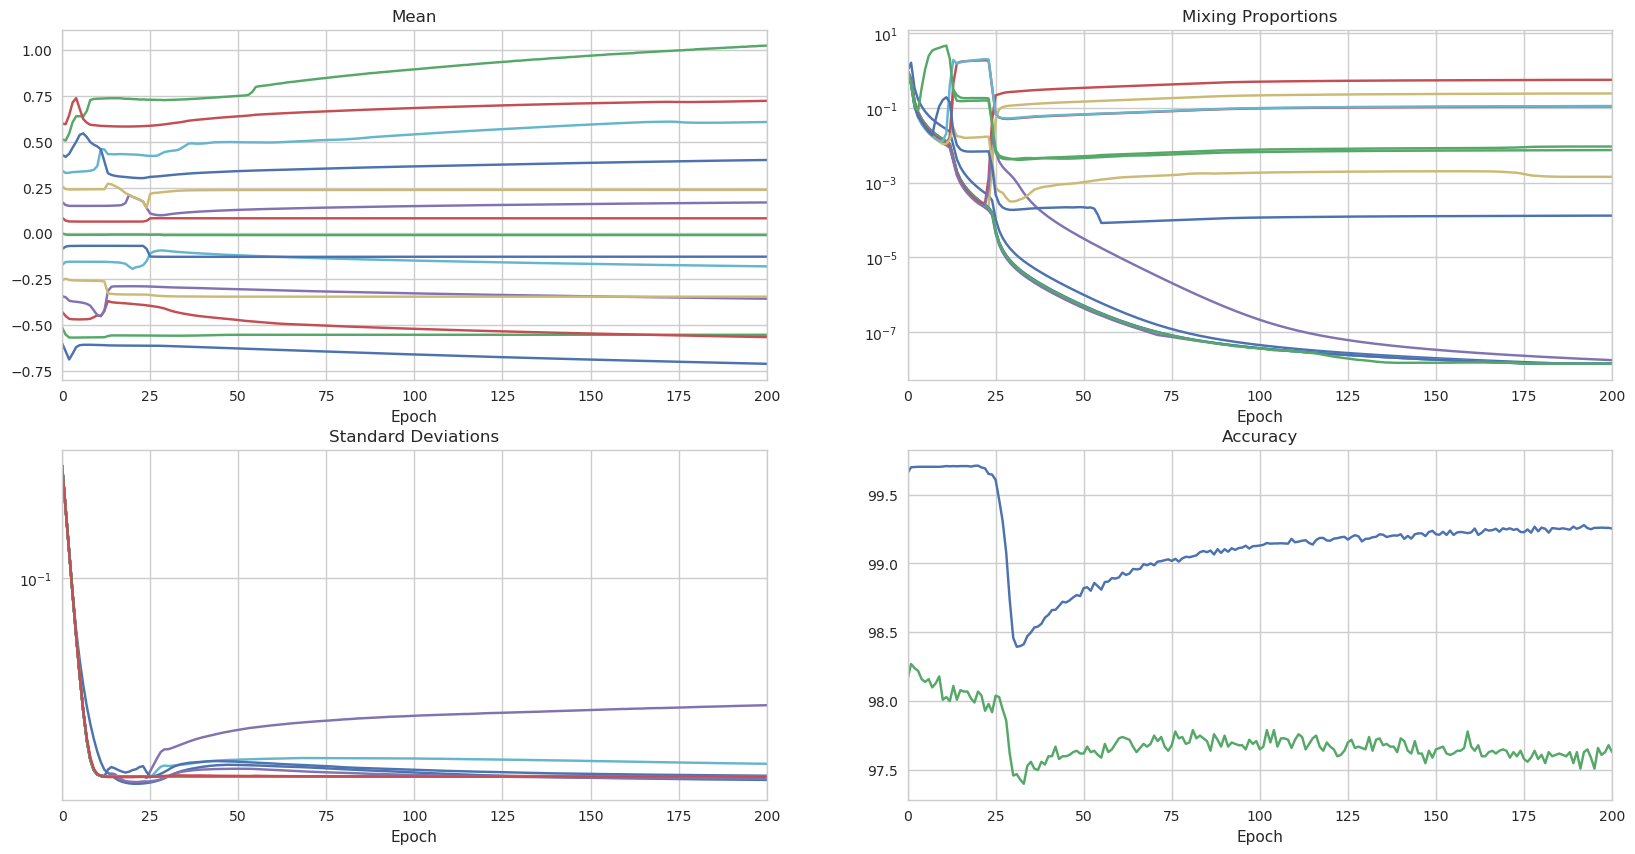 Mean
1.00
0.75
0.50
0.25
0.00
−0.25
−0.50
−0.75
0 25 50 75 100 125 150 175 200
Epoch
Mixing Proportions
10^1
10^−1
10^−3
10^−5
10^−7
0 25 50 75 100 125 150 175 200
Epoch
Standard Deviations
10^−1
0 25 50 75 100 125 150 175 200
Epoch
Accuracy
99.5
99.0
98.5
98.0
97.5
0 25 50 75 100 125 150 175 200
Epoch